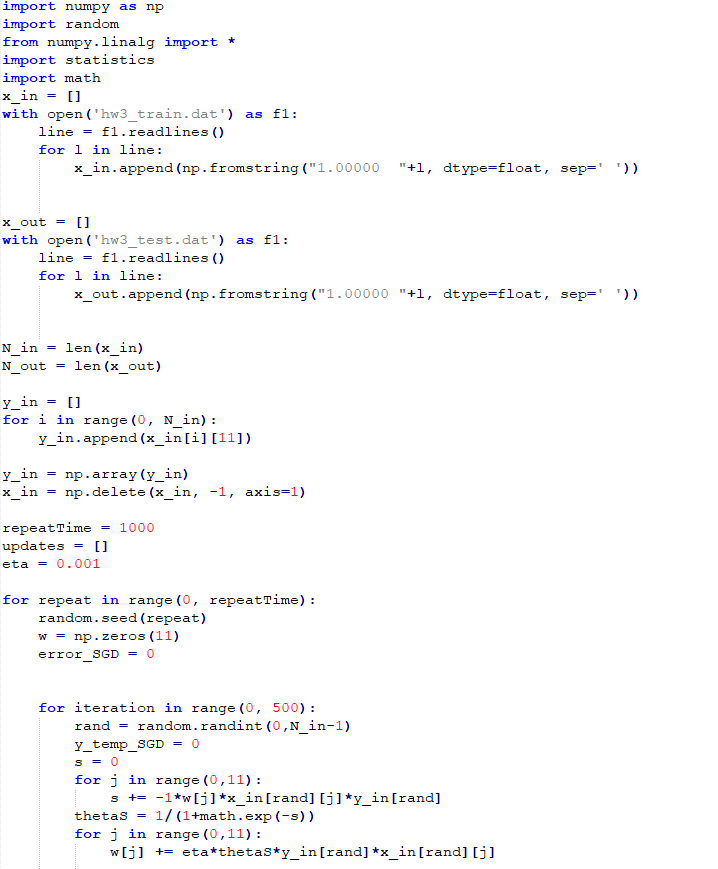 import numpy as np
import random
from numpy.linalg import *
import statistics
import math
x_in = []
with open('hw3_train.dat') as f1:
    line = f1.readlines()
    for l in line:
        x_in.append(np.fromstring("1.00000  "+l, dtype=float, sep=' '))
x_out = []
with open('hw3_test.dat') as f1:
    line = f1.readlines()
    for l in line:
        x_out.append(np.fromstring("1.00000 "+l, dtype=float, sep=' '))
N_in = len(x_in)
N_out = len(x_out)
y_in = []
for i in range(0, N_in):
    y_in.append(x_in[i][11])
y_in = np.array(y_in)
x_in = np.delete(x_in, -1, axis=1)
repeatTime = 1000
updates = []
eta = 0.001
for repeat in range(0, repeatTime):
    random.seed(repeat)
    w = np.zeros(11)
    error_SGD = 0
    for iteration in range(0, 500):
        rand = random.randint(0,N_in-1)
        y_temp_SGD = 0
        s = 0
        for j in range(0,11):
            s += -1*w[j]*x_in[rand][j]*y_in[rand]
        thetaS = 1/(1+math.exp(-s))
        for j in range(0,11):
            w[j] += eta*thetaS*y_in[rand]*x_in[rand][j]